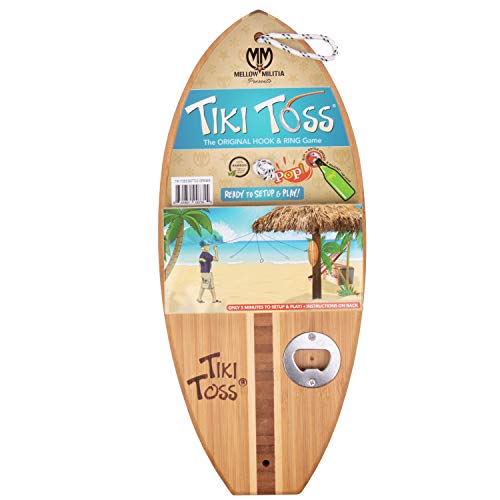 MM
MELLOW MILITIA
Presents
TIKI TOSS®
The ORIGINAL HOOK & RING Game
Pop!
READY TO SETUP & PLAY!
ONLY 5 MINUTES TO SETUP & PLAY! • INSTRUCTIONS ON BACK.
TIKI
TOSS®